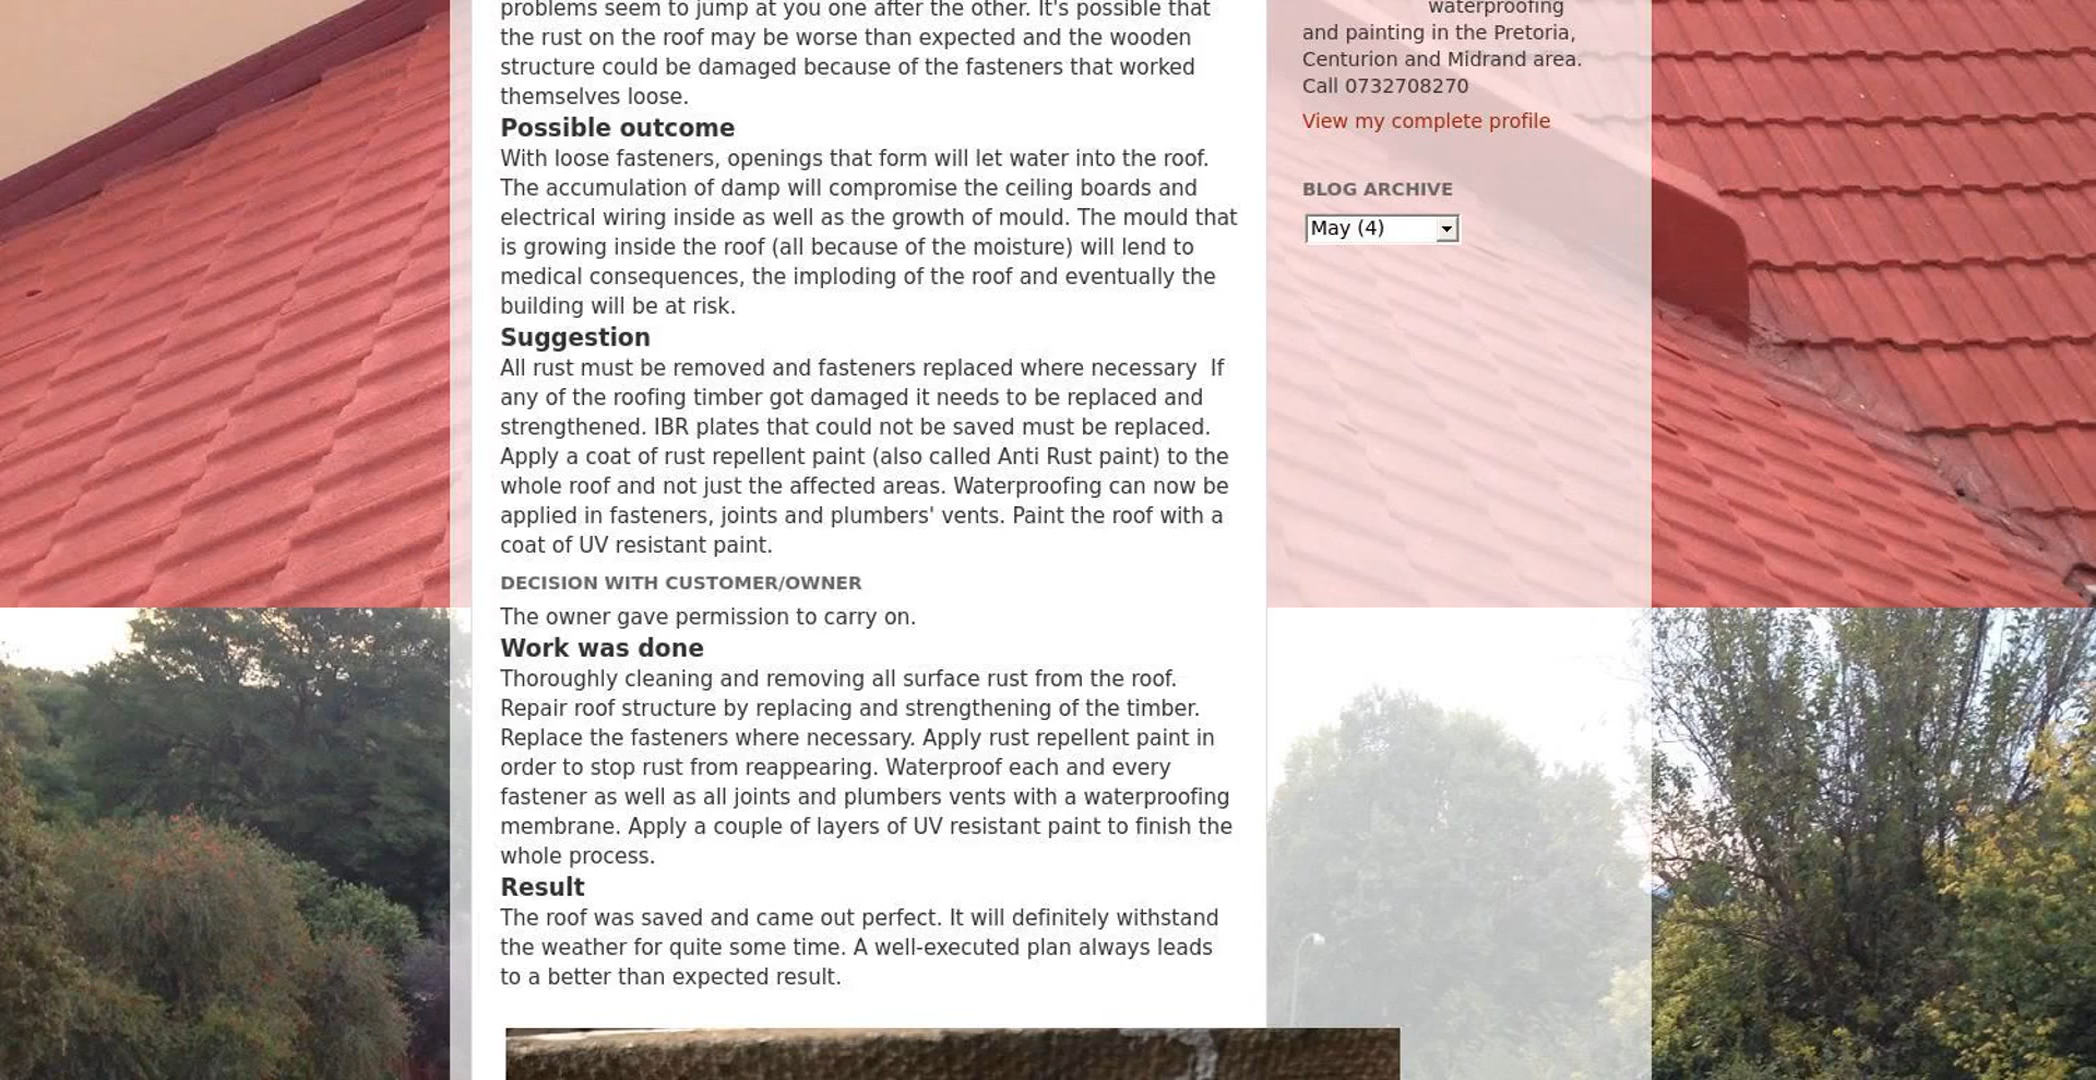 problems seem to jump at you one after the other. It's possible that
the rust on the roof may be worse than expected and the wooden
structure could be damaged because of the fasteners that worked
themselves loose.
Possible outcome
With loose fasteners, openings that form will let water into the roof.
The accumulation of damp will compromise the ceiling boards and
electrical wiring inside as well as the growth of mould. The mould that
is growing inside the roof (all because of the moisture) will lend to
medical consequences, the imploding of the roof and eventually the
building will be at risk.
Suggestion
All rust must be removed and fasteners replaced where necessary  If
any of the roofing timber got damaged it needs to be replaced and
strengthened. IBR plates that could not be saved must be replaced.
Apply a coat of rust repellent paint (also called Anti Rust paint) to the
whole roof and not just the affected areas. Waterproofing can now be
applied in fasteners, joints and plumbers' vents. Paint the roof with a
coat of UV resistant paint.
DECISION WITH CUSTOMER/OWNER
The owner gave permission to carry on.
Work was done
Thoroughly cleaning and removing all surface rust from the roof.
Repair roof structure by replacing and strengthening of the timber.
Replace the fasteners where necessary. Apply rust repellent paint in
order to stop rust from reappearing. Waterproof each and every
fastener as well as all joints and plumbers vents with a waterproofing
membrane. Apply a couple of layers of UV resistant paint to finish the
whole process.
Result
The roof was saved and came out perfect. It will definitely withstand
the weather for quite some time. A well-executed plan always leads
to a better than expected result.
waterproofing
and painting in the Pretoria,
Centurion and Midrand area.
Call 0732708270
View my complete profile
BLOG ARCHIVE
May (4)